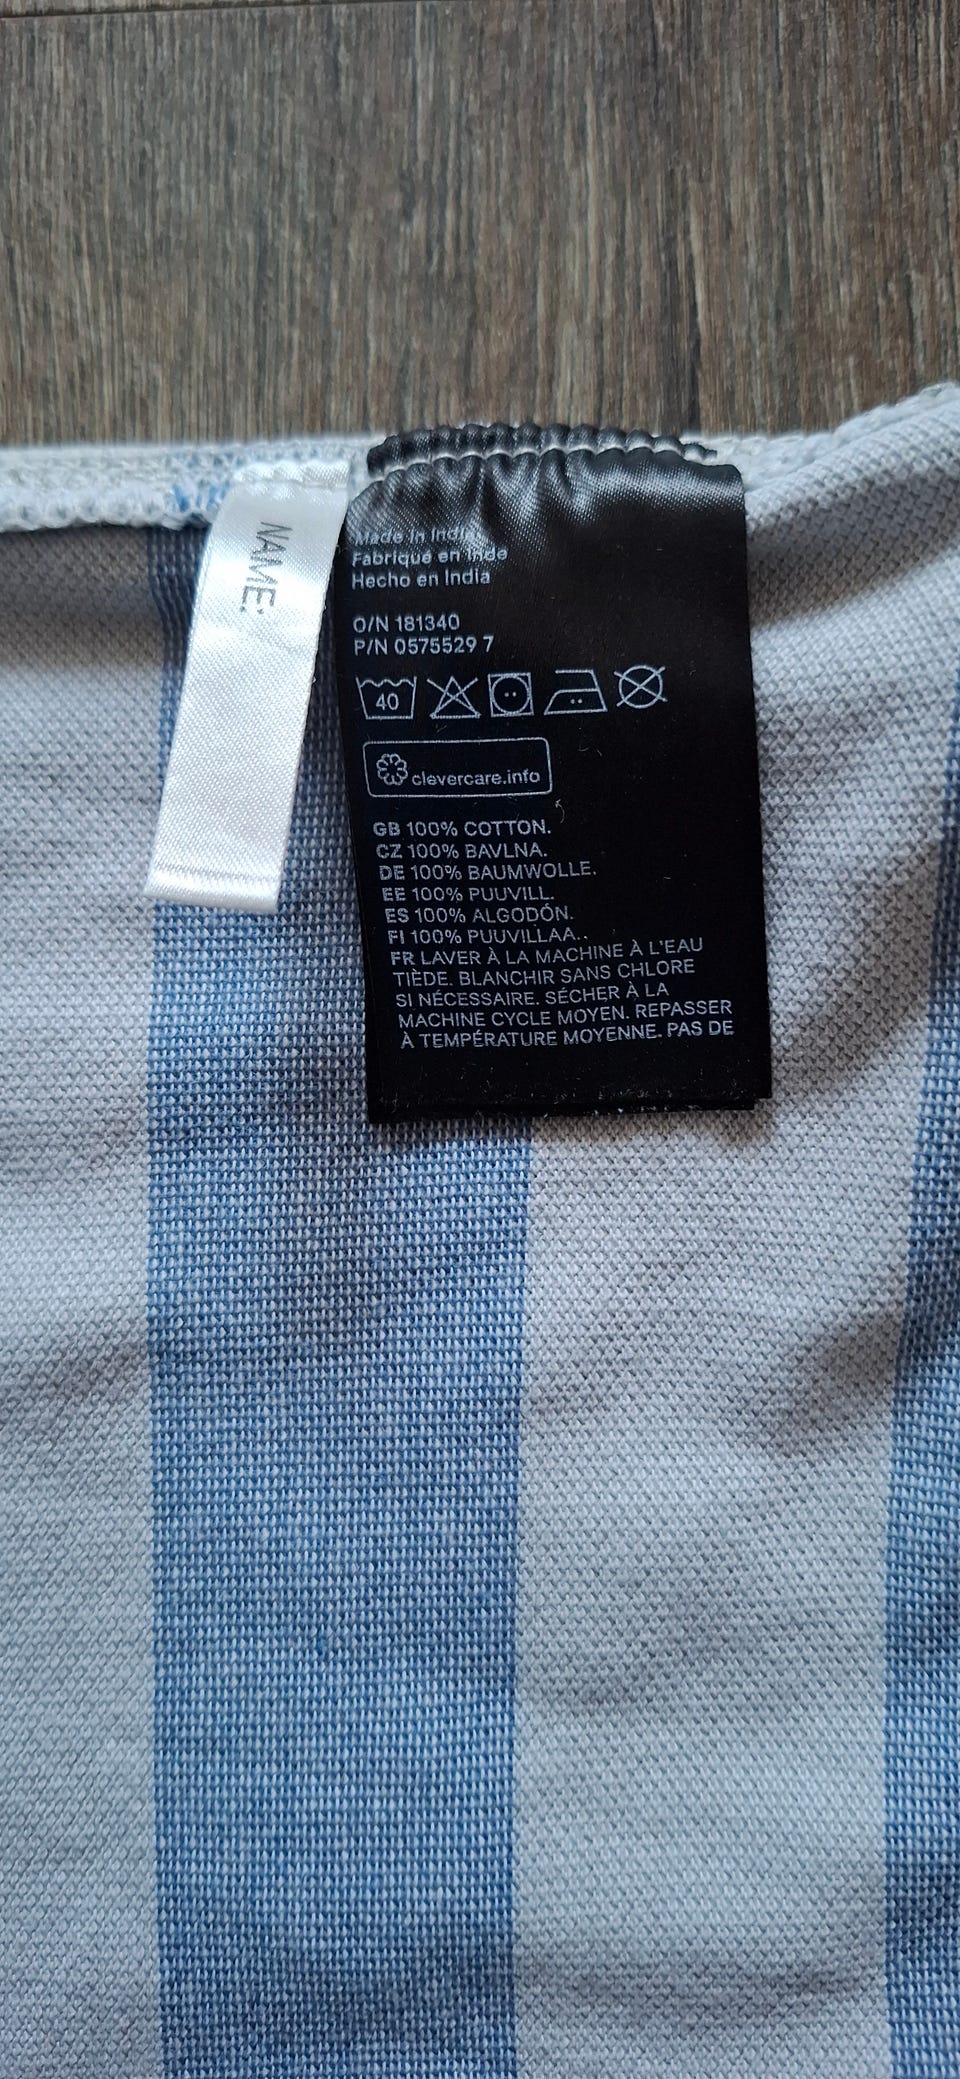 NAME:
Made in India
Fabriqué en Inde
Hecho en India
O/N 181340
P/N 0575529 7
40
clevercare.info
GB 100% COTTON.
CZ 100% BAVLNA.
DE 100% BAUMWOLLE.
EE 100% PUUVILL.
ES 100% ALGODÓN.
FI 100% PUUVILLAA..
FR LAVER À LA MACHINE À L'EAU
TIÈDE. BLANCHIR SANS CHLORE
SI NÉCESSAIRE. SÉCHER À LA
MACHINE CYCLE MOYEN. REPASSER
À TEMPÉRATURE MOYENNE. PAS DE